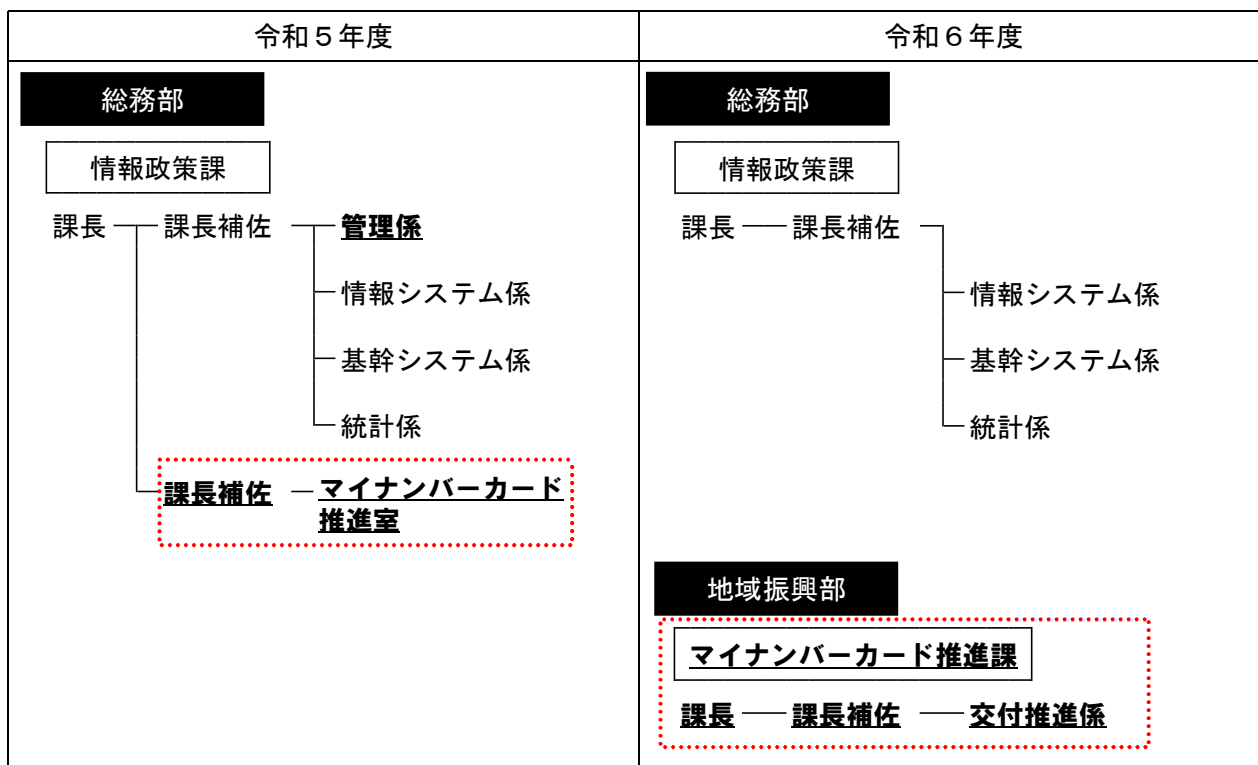 令和５年度
総務部
情報政策課
課長 課長補佐 管理係
情報システム係
基幹システム係
統計係
課長補佐 マイナンバーカード
推進室
令和６年度
総務部
情報政策課
課長 課長補佐
情報システム係
基幹システム係
統計係
地域振興部
マイナンバーカード推進課
課長 課長補佐 交付推進係